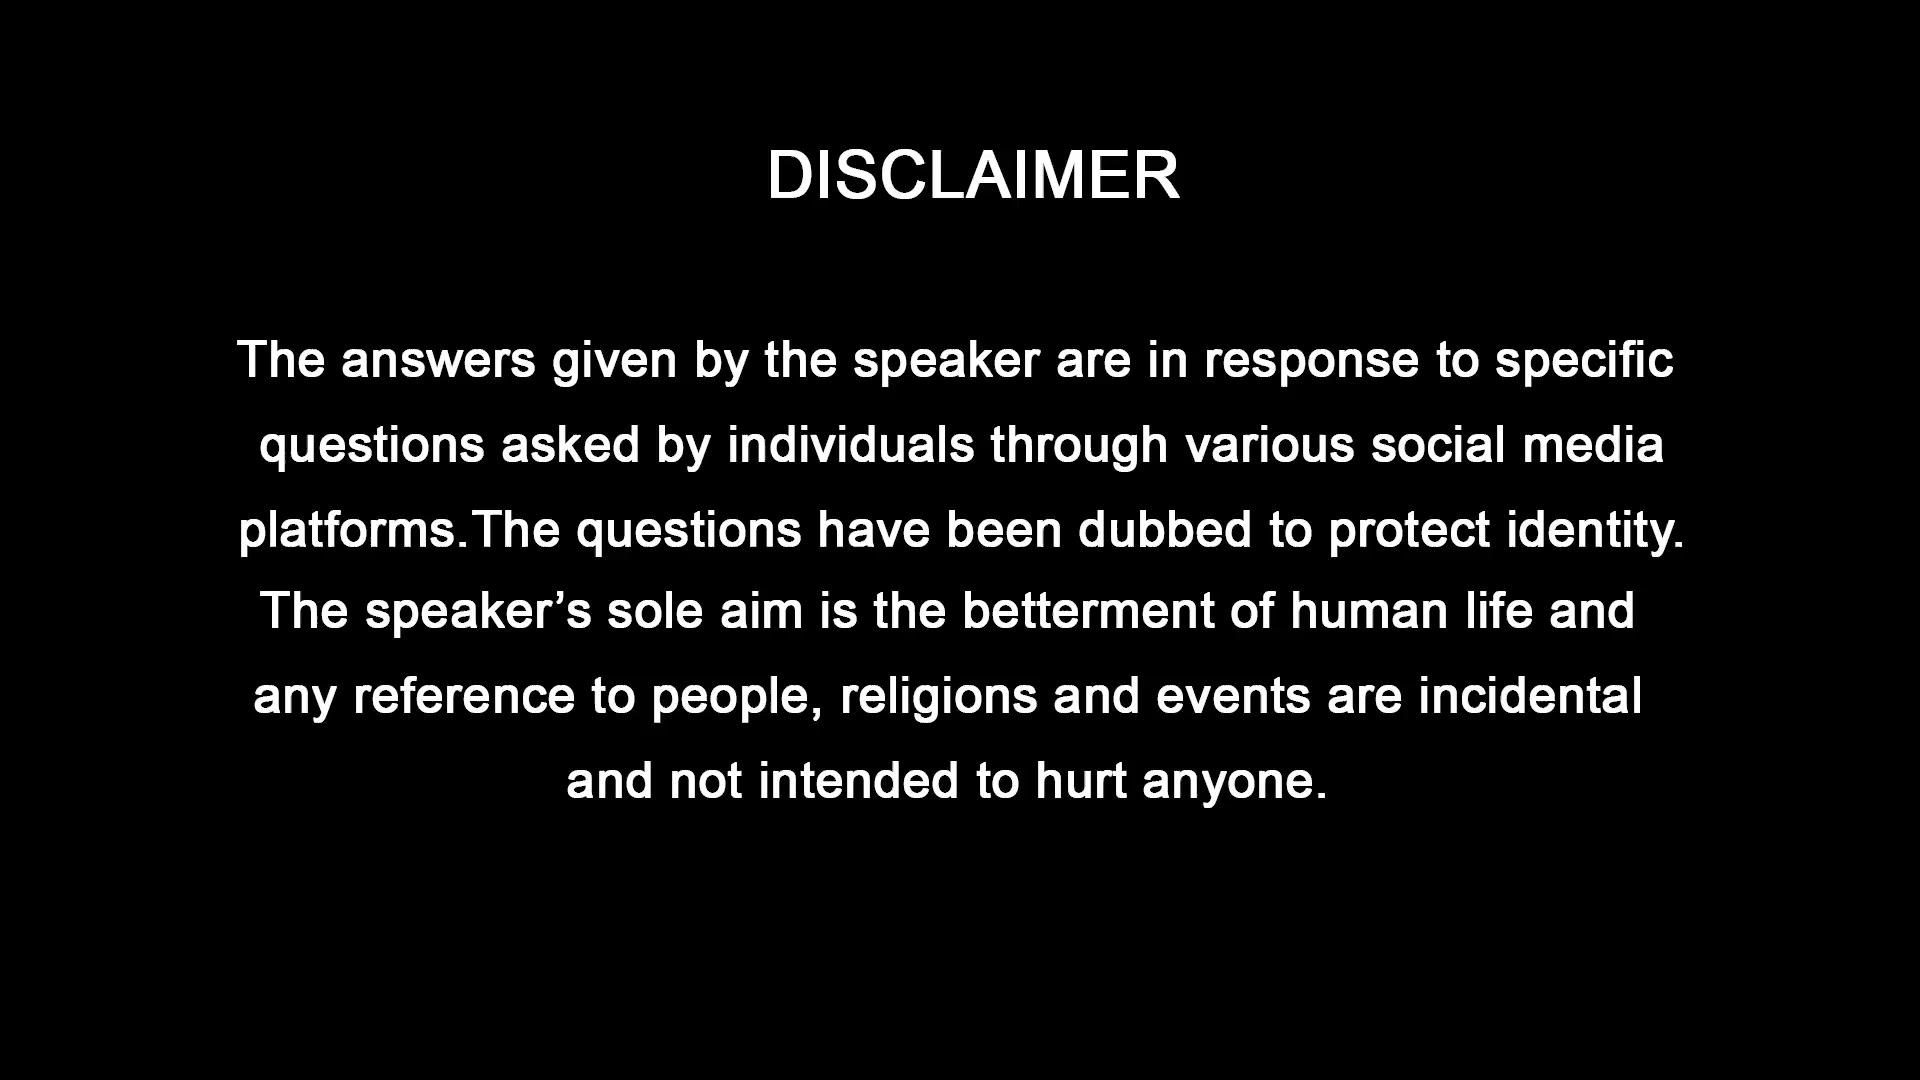 DISCLAIMER
The answers given by the speaker are in response to specific
questions asked by individuals through various social media
platforms.The questions have been dubbed to protect identity.
The speaker’s sole aim is the betterment of human life and
any reference to people, religions and events are incidental
and not intended to hurt anyone.